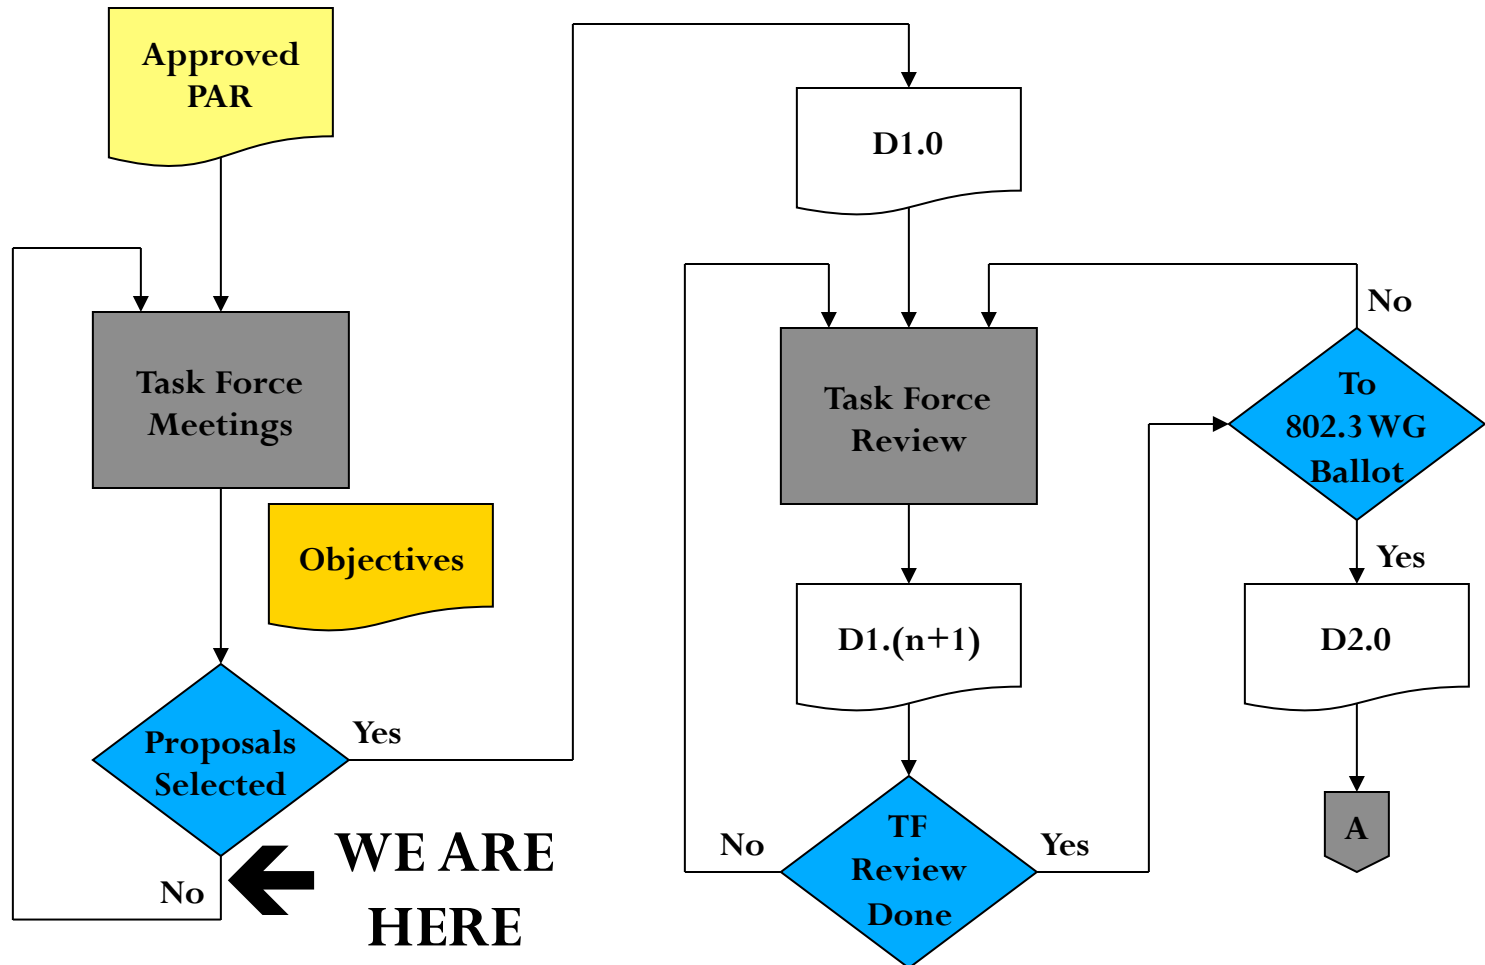 Approved
PAR
Task Force
Meetings
Objectives
Proposals
Selected
Yes
No
WE ARE
HERE
D1.0
Task Force
Review
D1.(n+1)
TF
Review
Done
No
Yes
To
802.3 WG
Ballot
No
Yes
D2.0
A